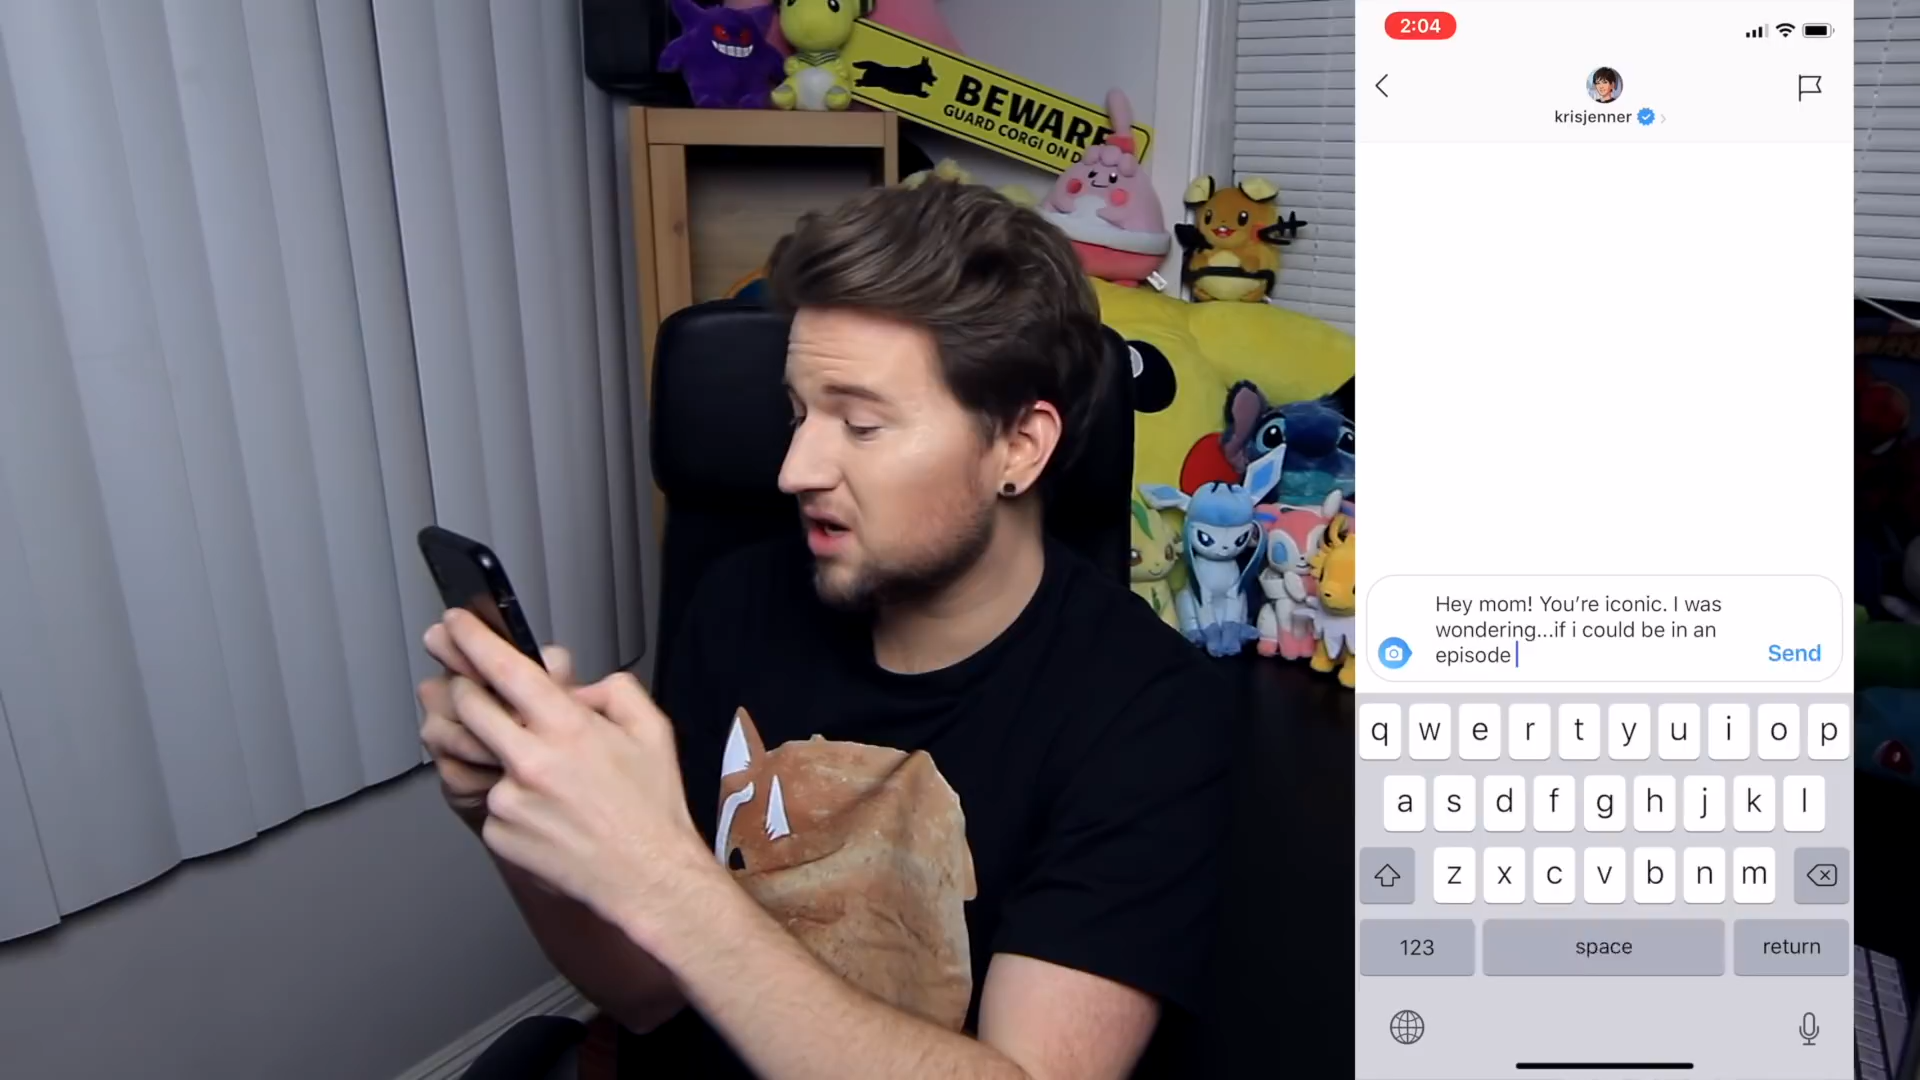 BEWARE
GUARD CORGI ON D
2:04
krisjenner
Hey mom! You’re iconic. I was
wondering...if i could be in an
episode
Send
q w e r t y u i o p
a s d f g h j k l
z x c v b n m
123 space return